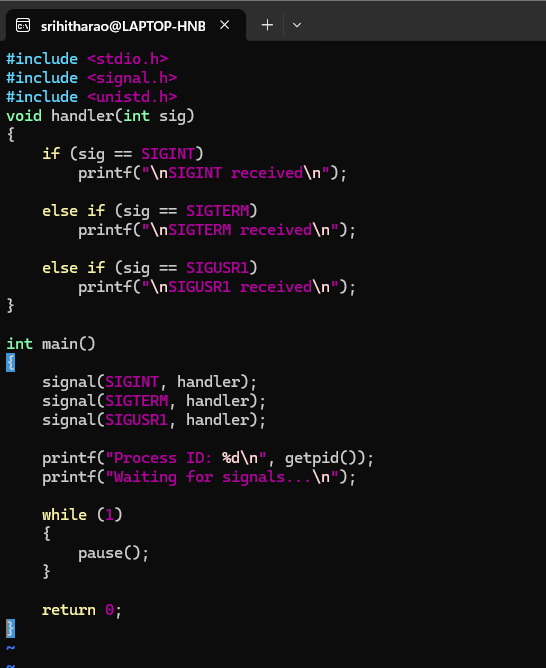 srihitharao@LAPTOP-HNB
#include <stdio.h>
#include <signal.h>
#include <unistd.h>
void handler(int sig)
{
    if (sig == SIGINT)
        printf("\nSIGINT received\n");

    else if (sig == SIGTERM)
        printf("\nSIGTERM received\n");

    else if (sig == SIGUSR1)
        printf("\nSIGUSR1 received\n");
}

int main()
{
    signal(SIGINT, handler);
    signal(SIGTERM, handler);
    signal(SIGUSR1, handler);

    printf("Process ID: %d\n", getpid());
    printf("Waiting for signals...\n");

    while (1)
    {
        pause();
    }

    return 0;
}
~
~